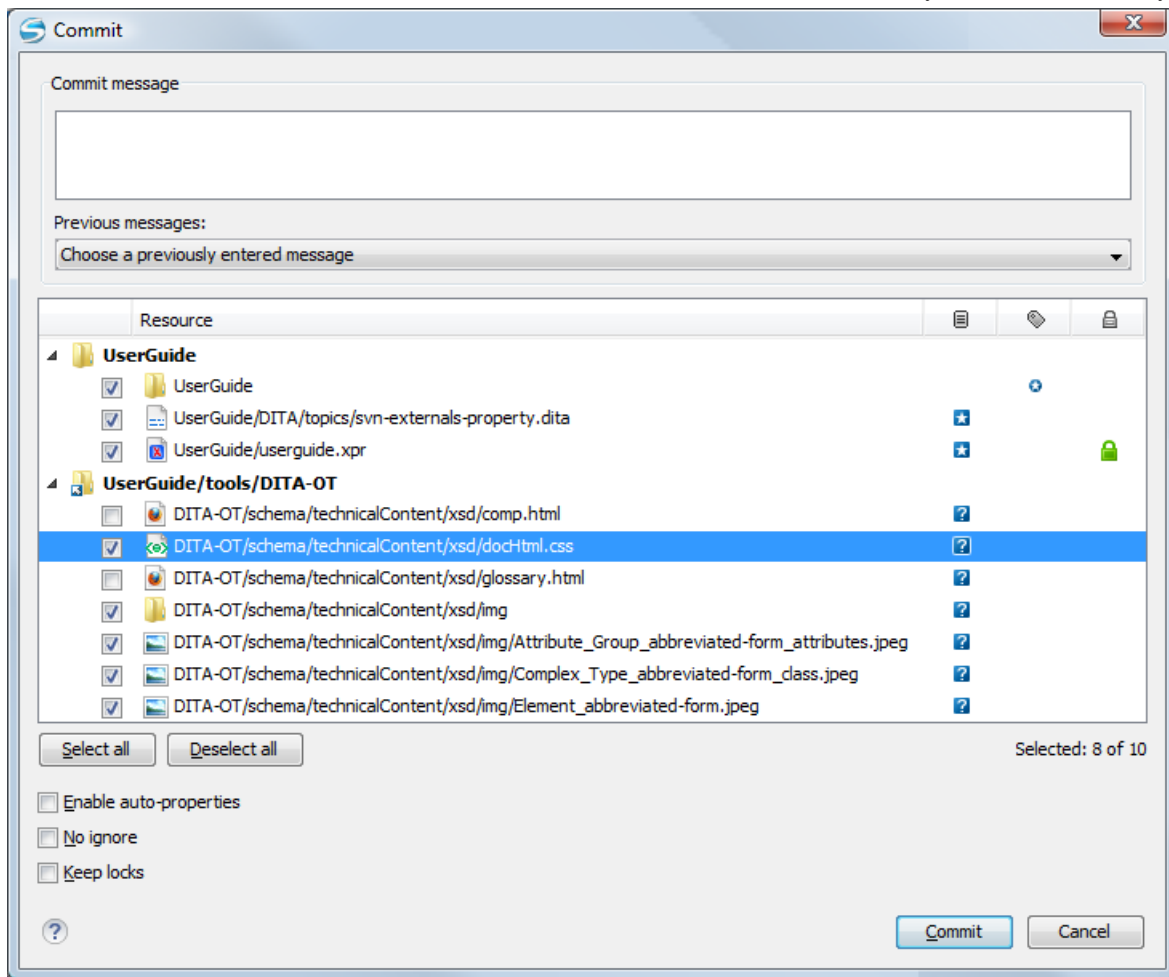 Commit
Commit message
Previous messages:
Choose a previously entered message
Resource
UserGuide
UserGuide
UserGuide/DITA/topics/svn-externals-property.dita
UserGuide/userguide.xpr
UserGuide/tools/DITA-OT
DITA-OT/schema/technicalContent/xsd/comp.html
DITA-OT/schema/technicalContent/xsd/docHtml.css
DITA-OT/schema/technicalContent/xsd/glossary.html
DITA-OT/schema/technicalContent/xsd/img
DITA-OT/schema/technicalContent/xsd/img/Attribute_Group_abbreviated-form_attributes.jpeg
DITA-OT/schema/technicalContent/xsd/img/Complex_Type_abbreviated-form_class.jpeg
DITA-OT/schema/technicalContent/xsd/img/Element_abbreviated-form.jpeg
Select all Deselect all Selected: 8 of 10
Enable auto-properties
No ignore
Keep locks
Commit Cancel